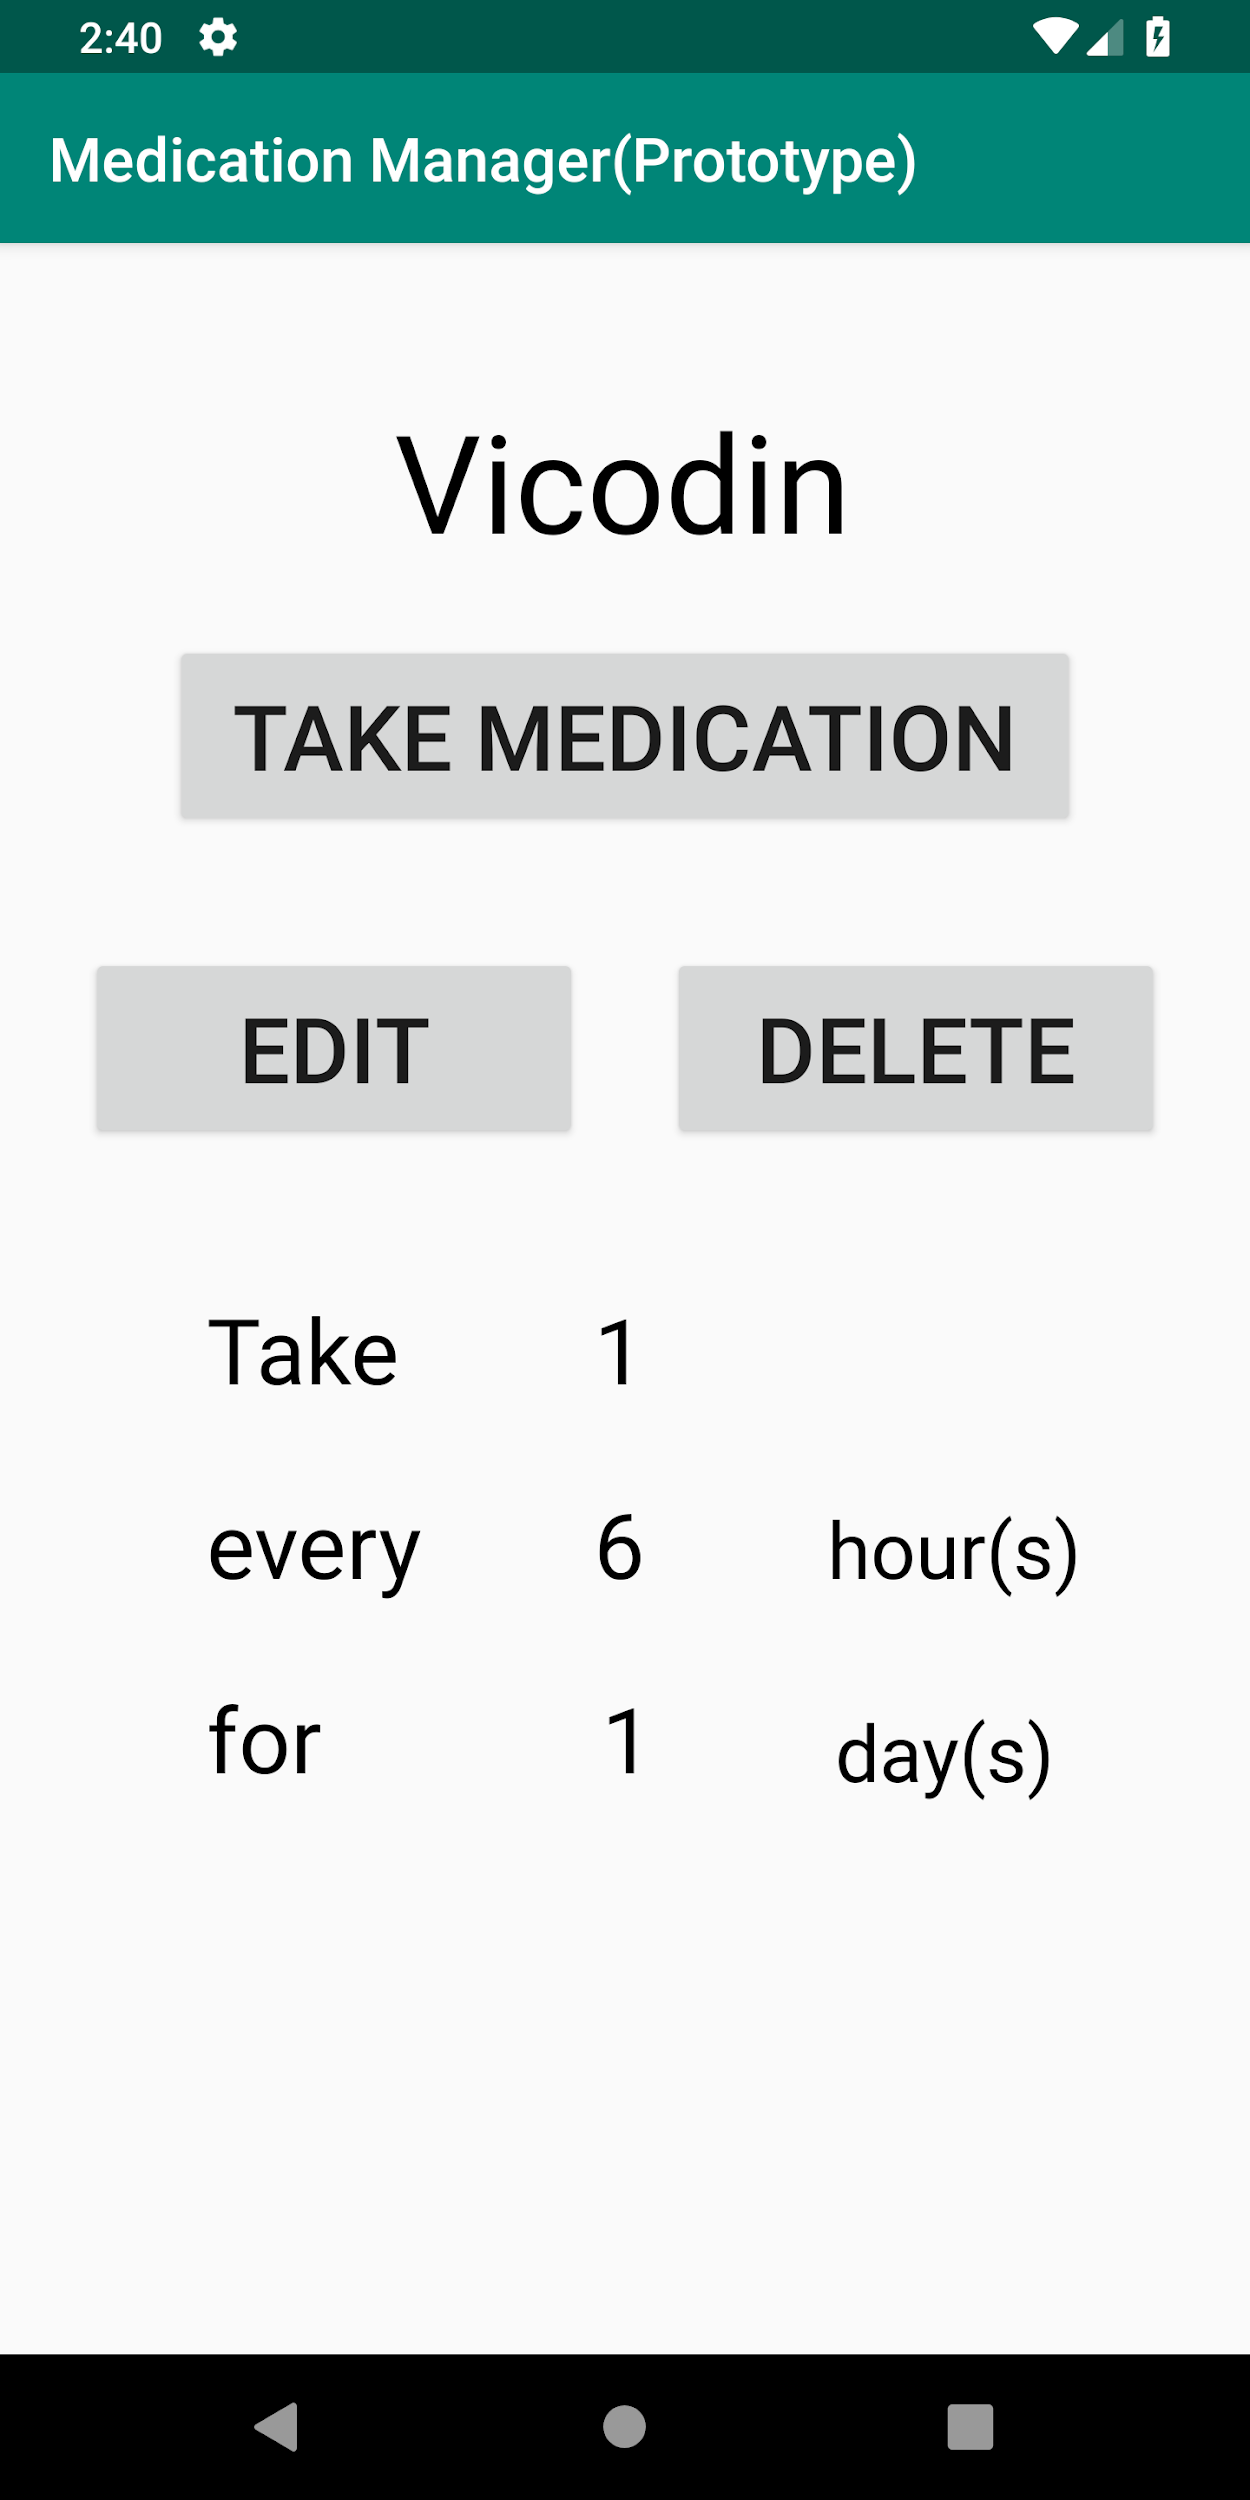 2:40
Medication Manager(Prototype)
Vicodin
TAKE MEDICATION
EDIT DELETE
Take 1
every 6 hour(s)
for 1 day(s)